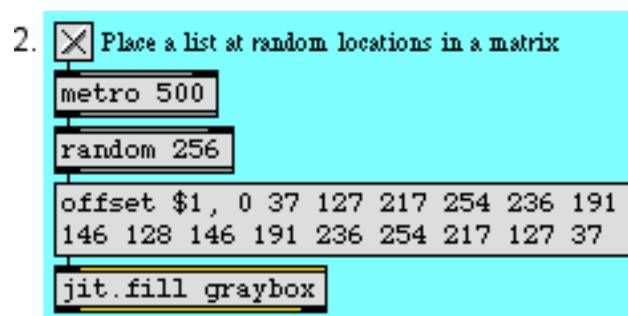 2. Place a list at random locations in a matrix
metro 500
random 256
offset $1, 0 37 127 217 254 236 191
146 128 146 191 236 254 217 127 37
jit.fill graybox